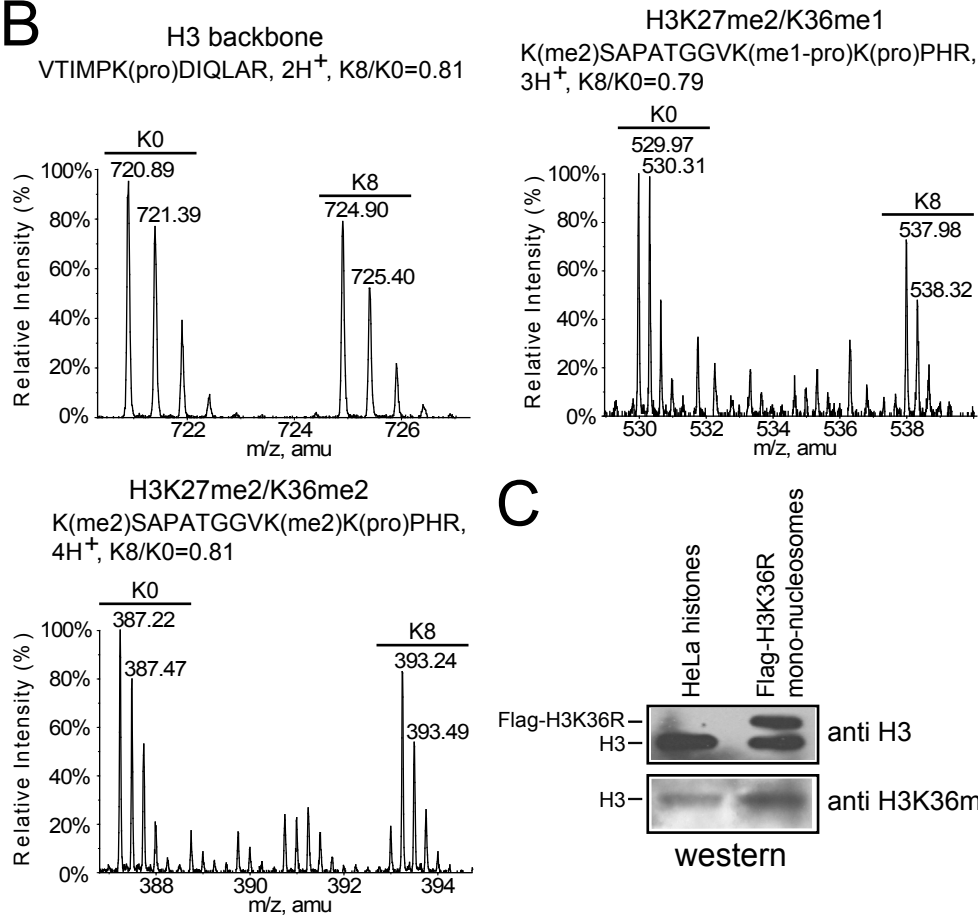 B
H3 backbone
VTIMPK(pro)DIQLAR, 2H+, K8/K0=0.81
K0
720.89
721.39
K8
724.90
725.40
100%
80%
60%
40%
20%
0%
Relative Intensity (%)
722 724 726
m/z, amu
H3K27me2/K36me1
K(me2)SAPATGGVK(me1-pro)K(pro)PHR,
3H+, K8/K0=0.79
K0
529.97
530.31
K8
537.98
538.32
100%
80%
60%
40%
20%
0%
Relative Intensity (%)
530 532 534 536 538
m/z, amu
H3K27me2/K36me2
K(me2)SAPATGGVK(me2)K(pro)PHR,
4H+, K8/K0=0.81
K0
387.22
387.47
K8
393.24
393.49
100%
80%
60%
40%
20%
0%
Relative Intensity (%)
388 390 392 394
m/z, amu
C
HeLa histones
Flag-H3K36R
mono-nucleosomes
Flag-H3K36R
H3
anti H3
H3
anti H3K36m
western